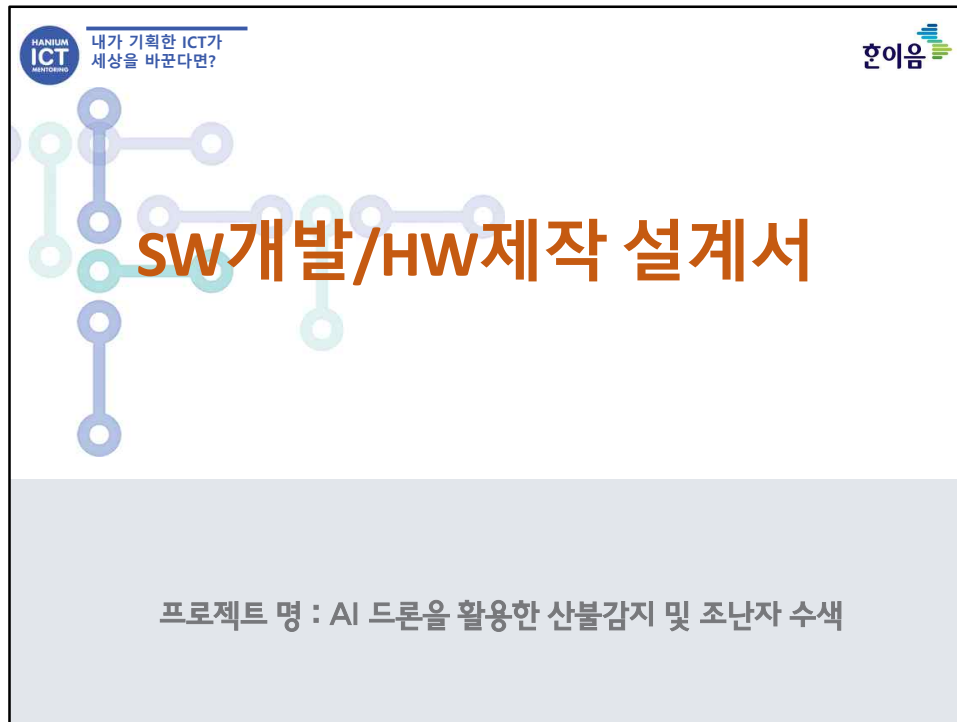 HANIUM
ICT
MENTORING
내가 기획한 ICT가
세상을 바꾼다면?
한이음
SW개발/HW제작 설계서
프로젝트 명 : AI 드론을 활용한 산불감지 및 조난자 수색